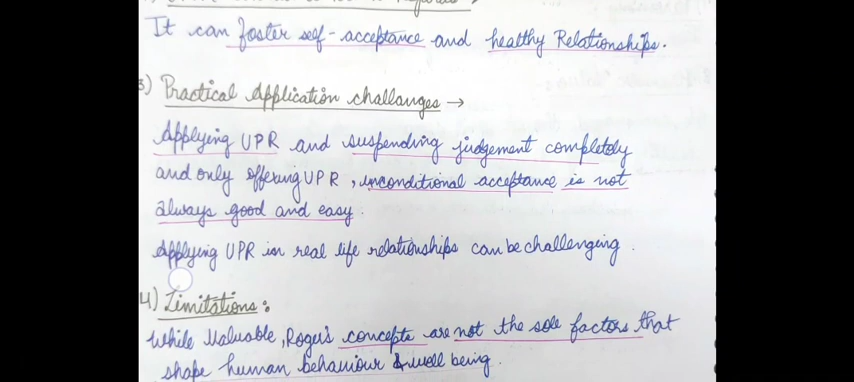 It can foster self-acceptance and healthy Relationships.
3) Practical Application challanges →
Applying UPR and suspending judgement completely
and only offering UPR, unconditional acceptance is not
always good and easy.
Applying UPR in real life relationships can be challenging.
4) Limitations:
While Valuable, Roger's concepts are not the sole factors that
shape human behaviour & well being.